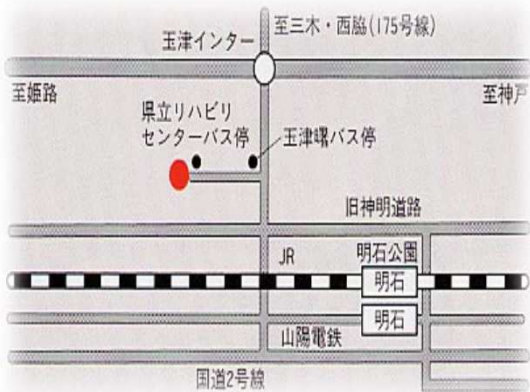 至三木・西脇(175号線)
玉津インター
至姫路
至神戸
県立リハビリ
センターバス停
玉津曙バス停
旧神明道路
JR
明石公園
明石
明石
山陽電鉄
国道2号線